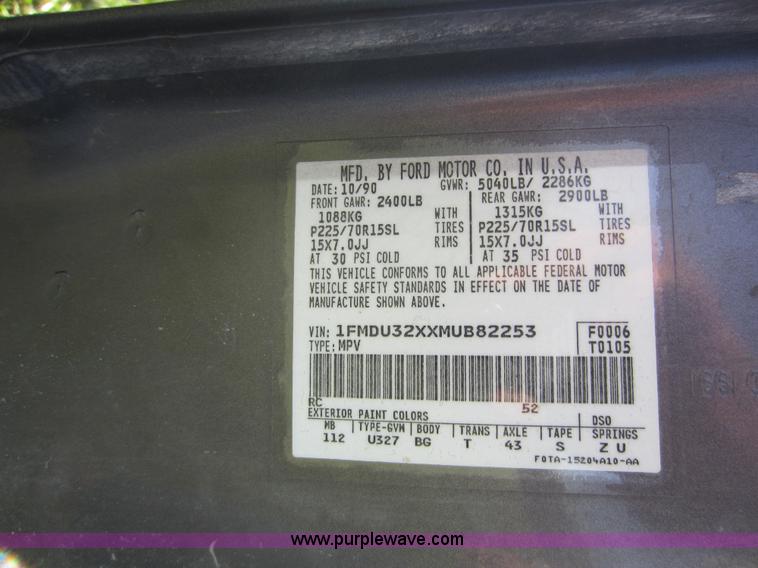 MFD. BY FORD MOTOR CO. IN U.S.A.
DATE: 10/90 GVWR: 5040LB/ 2286KG
FRONT GAWR: 2400LB REAR GAWR: 2900LB
1088KG WITH 1315KG WITH
P225/70R15SL TIRES P225/70R15SL TIRES
15X7.0JJ RIMS 15X7.0JJ RIMS
AT 30 PSI COLD AT 35 PSI COLD
THIS VEHICLE CONFORMS TO ALL APPLICABLE FEDERAL MOTOR
VEHICLE SAFETY STANDARDS IN EFFECT ON THE DATE OF
MANUFACTURE SHOWN ABOVE.
VIN: 1FMDU32XXMUB82253 F0006
TYPE: MPV T0105
RC 52
EXTERIOR PAINT COLORS DSO
WB TYPE-GVM BODY TRANS AXLE TAPE SPRINGS
112 U327 BG T 43 S Z U
F0TA-15204A10-AA
www.purplewave.com